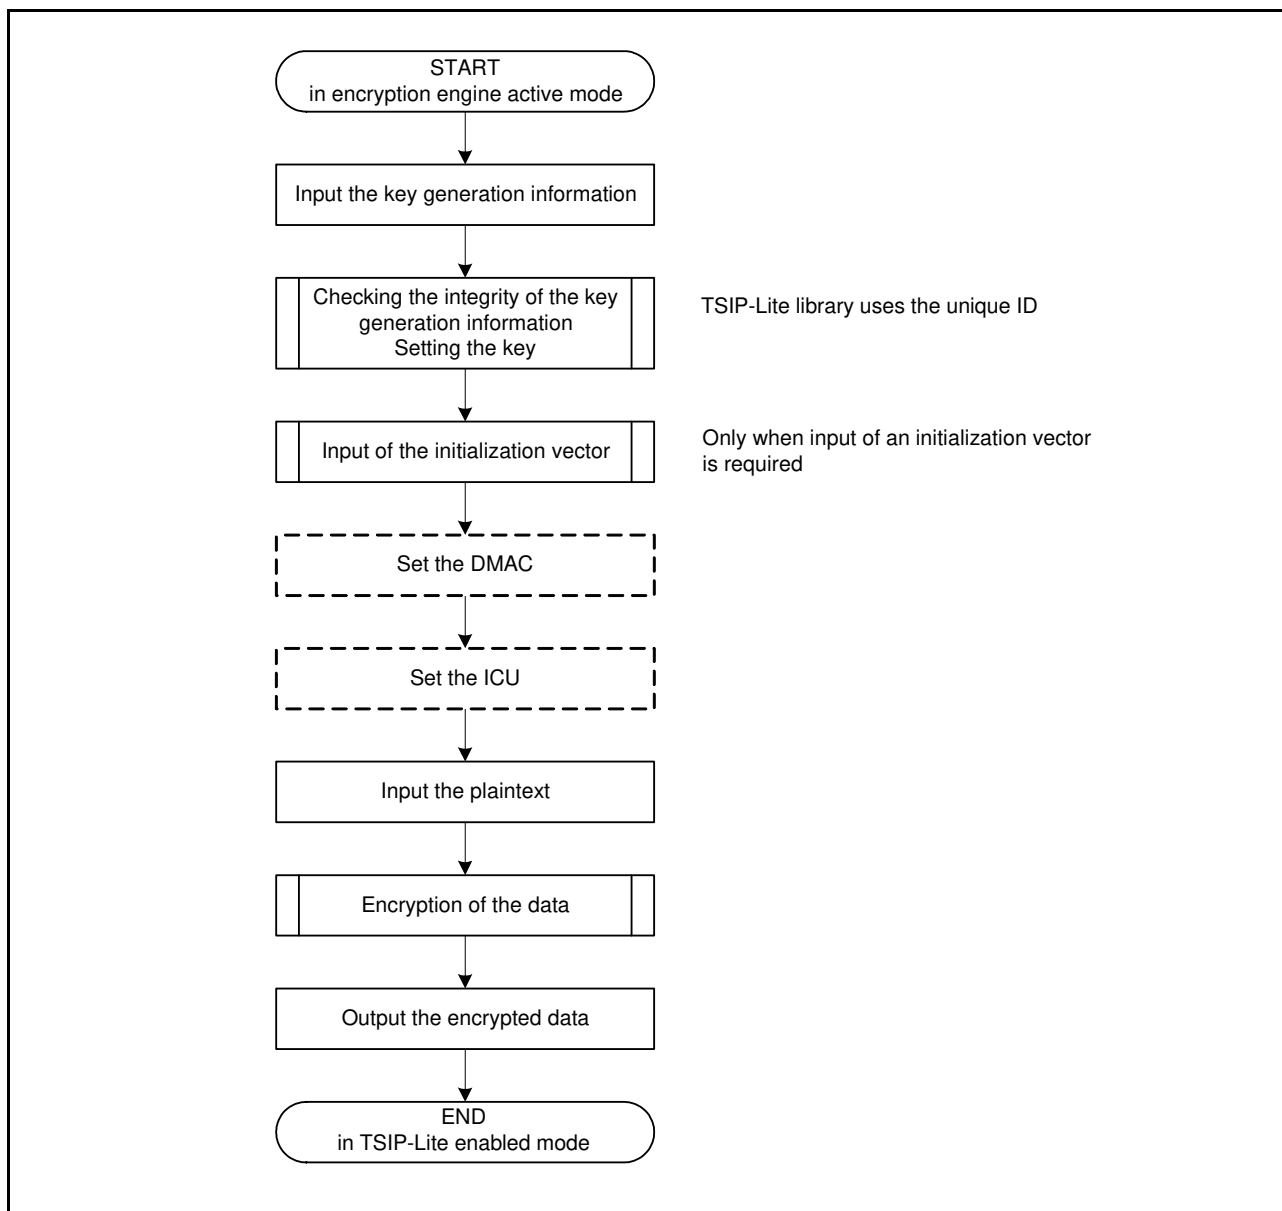 START
in encryption engine active mode
Input the key generation information
Checking the integrity of the key
generation information
Setting the key
TSIP-Lite library uses the unique ID
Input of the initialization vector
Only when input of an initialization vector
is required
Set the DMAC
Set the ICU
Input the plaintext
Encryption of the data
Output the encrypted data
END
in TSIP-Lite enabled mode